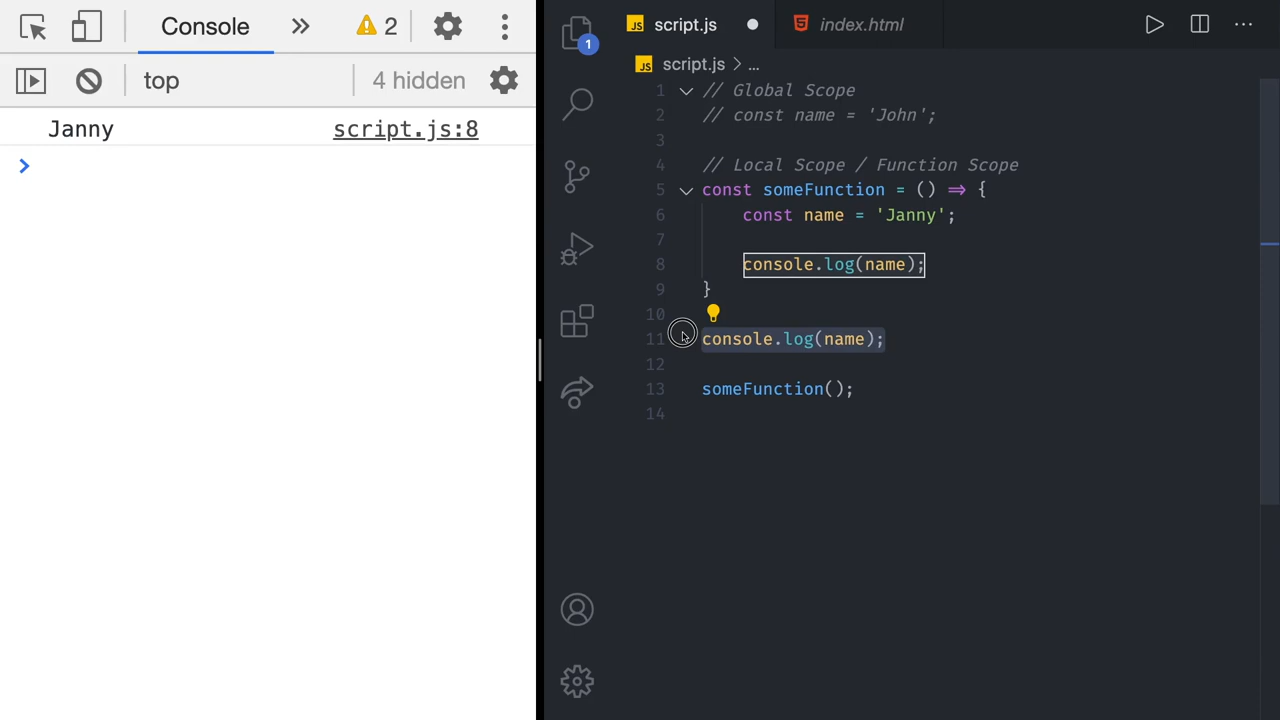 Console
2
top
4 hidden
Janny script.js:8
1
script.js
index.html
script.js > ...
1 // Global Scope
2 // const name = 'John';
3
4 // Local Scope / Function Scope
5 const someFunction = () => {
6 const name = 'Janny';
7
8 console.log(name);
9 }
10
11 console.log(name);
12
13 someFunction();
14